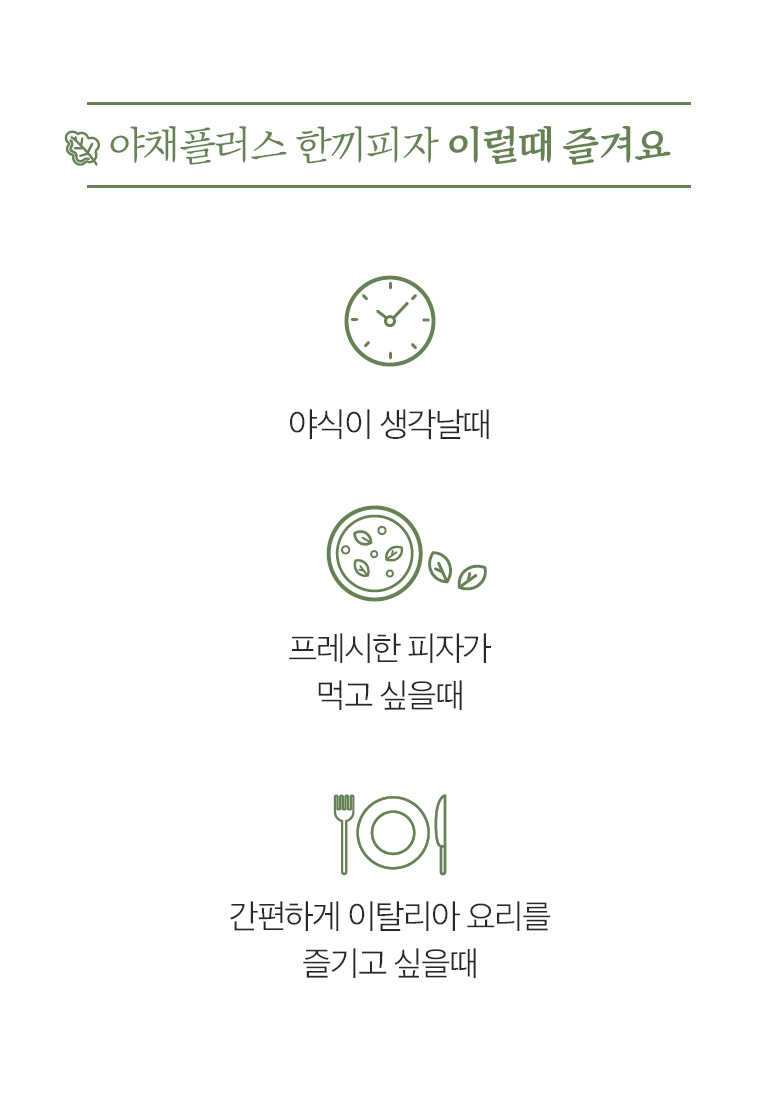 야채플러스 한끼피자 이럴때 즐겨요
야식이 생각날때
프레시한 피자가
먹고 싶을때
간편하게 이탈리아 요리를
즐기고 싶을때